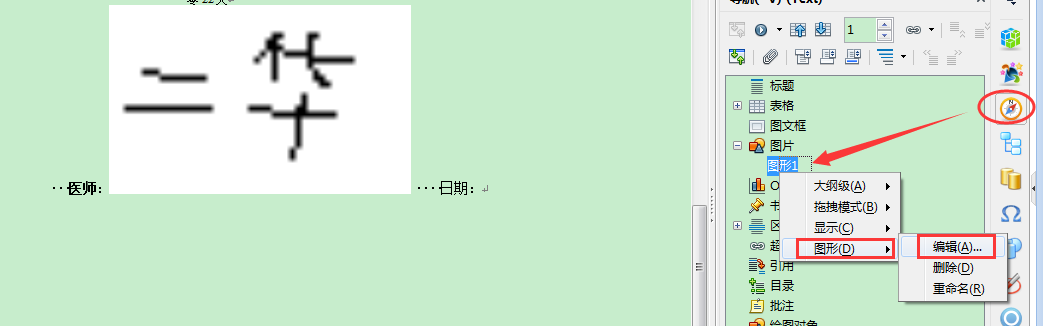 二 华
··医师: ···日期:
导航(^V) (Text)
1
标题
表格
图文框
图片
图形1
大纲级(A)
拖拽模式(B)
显示(C)
图形(D)
编辑(A)...
删除(D)
重命名(R)
引用
目录
批注
绘图对象